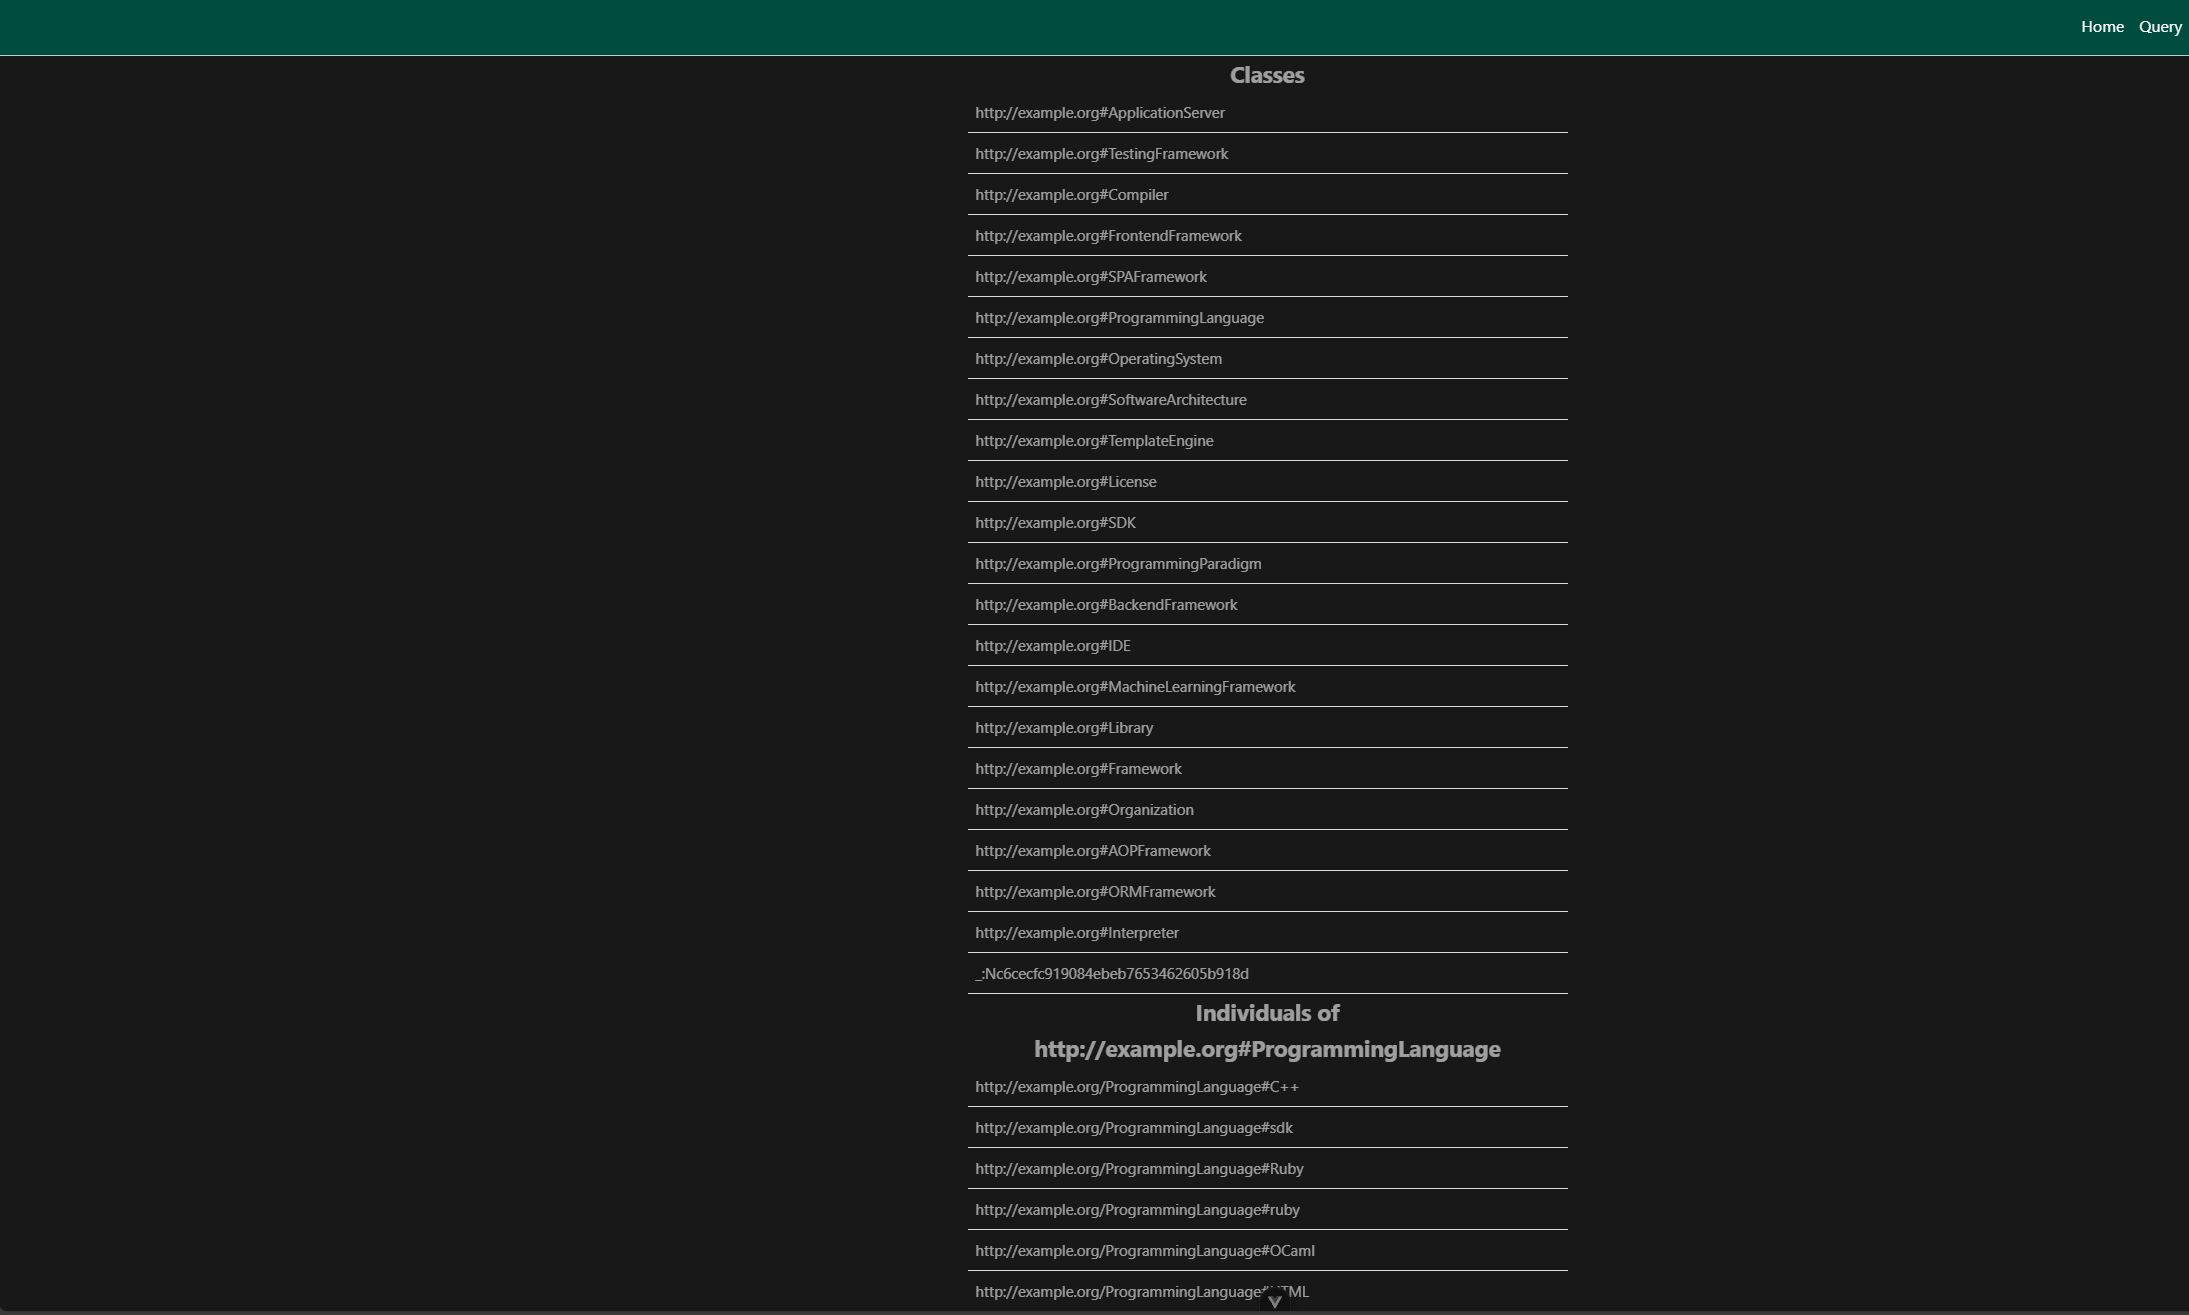 Home Query
Classes
http://example.org#ApplicationServer
http://example.org#TestingFramework
http://example.org#Compiler
http://example.org#FrontendFramework
http://example.org#SPAFramework
http://example.org#ProgrammingLanguage
http://example.org#OperatingSystem
http://example.org#SoftwareArchitecture
http://example.org#TemplateEngine
http://example.org#License
http://example.org#SDK
http://example.org#ProgrammingParadigm
http://example.org#BackendFramework
http://example.org#IDE
http://example.org#MachineLearningFramework
http://example.org#Library
http://example.org#Framework
http://example.org#Organization
http://example.org#AOPFramework
http://example.org#ORMFramework
http://example.org#Interpreter
_:Nc6cecfc919084ebeb7653462605b918d
Individuals of
http://example.org#ProgrammingLanguage
http://example.org/ProgrammingLanguage#C++
http://example.org/ProgrammingLanguage#sdk
http://example.org/ProgrammingLanguage#Ruby
http://example.org/ProgrammingLanguage#ruby
http://example.org/ProgrammingLanguage#OCaml
http://example.org/ProgrammingLanguage#HTML